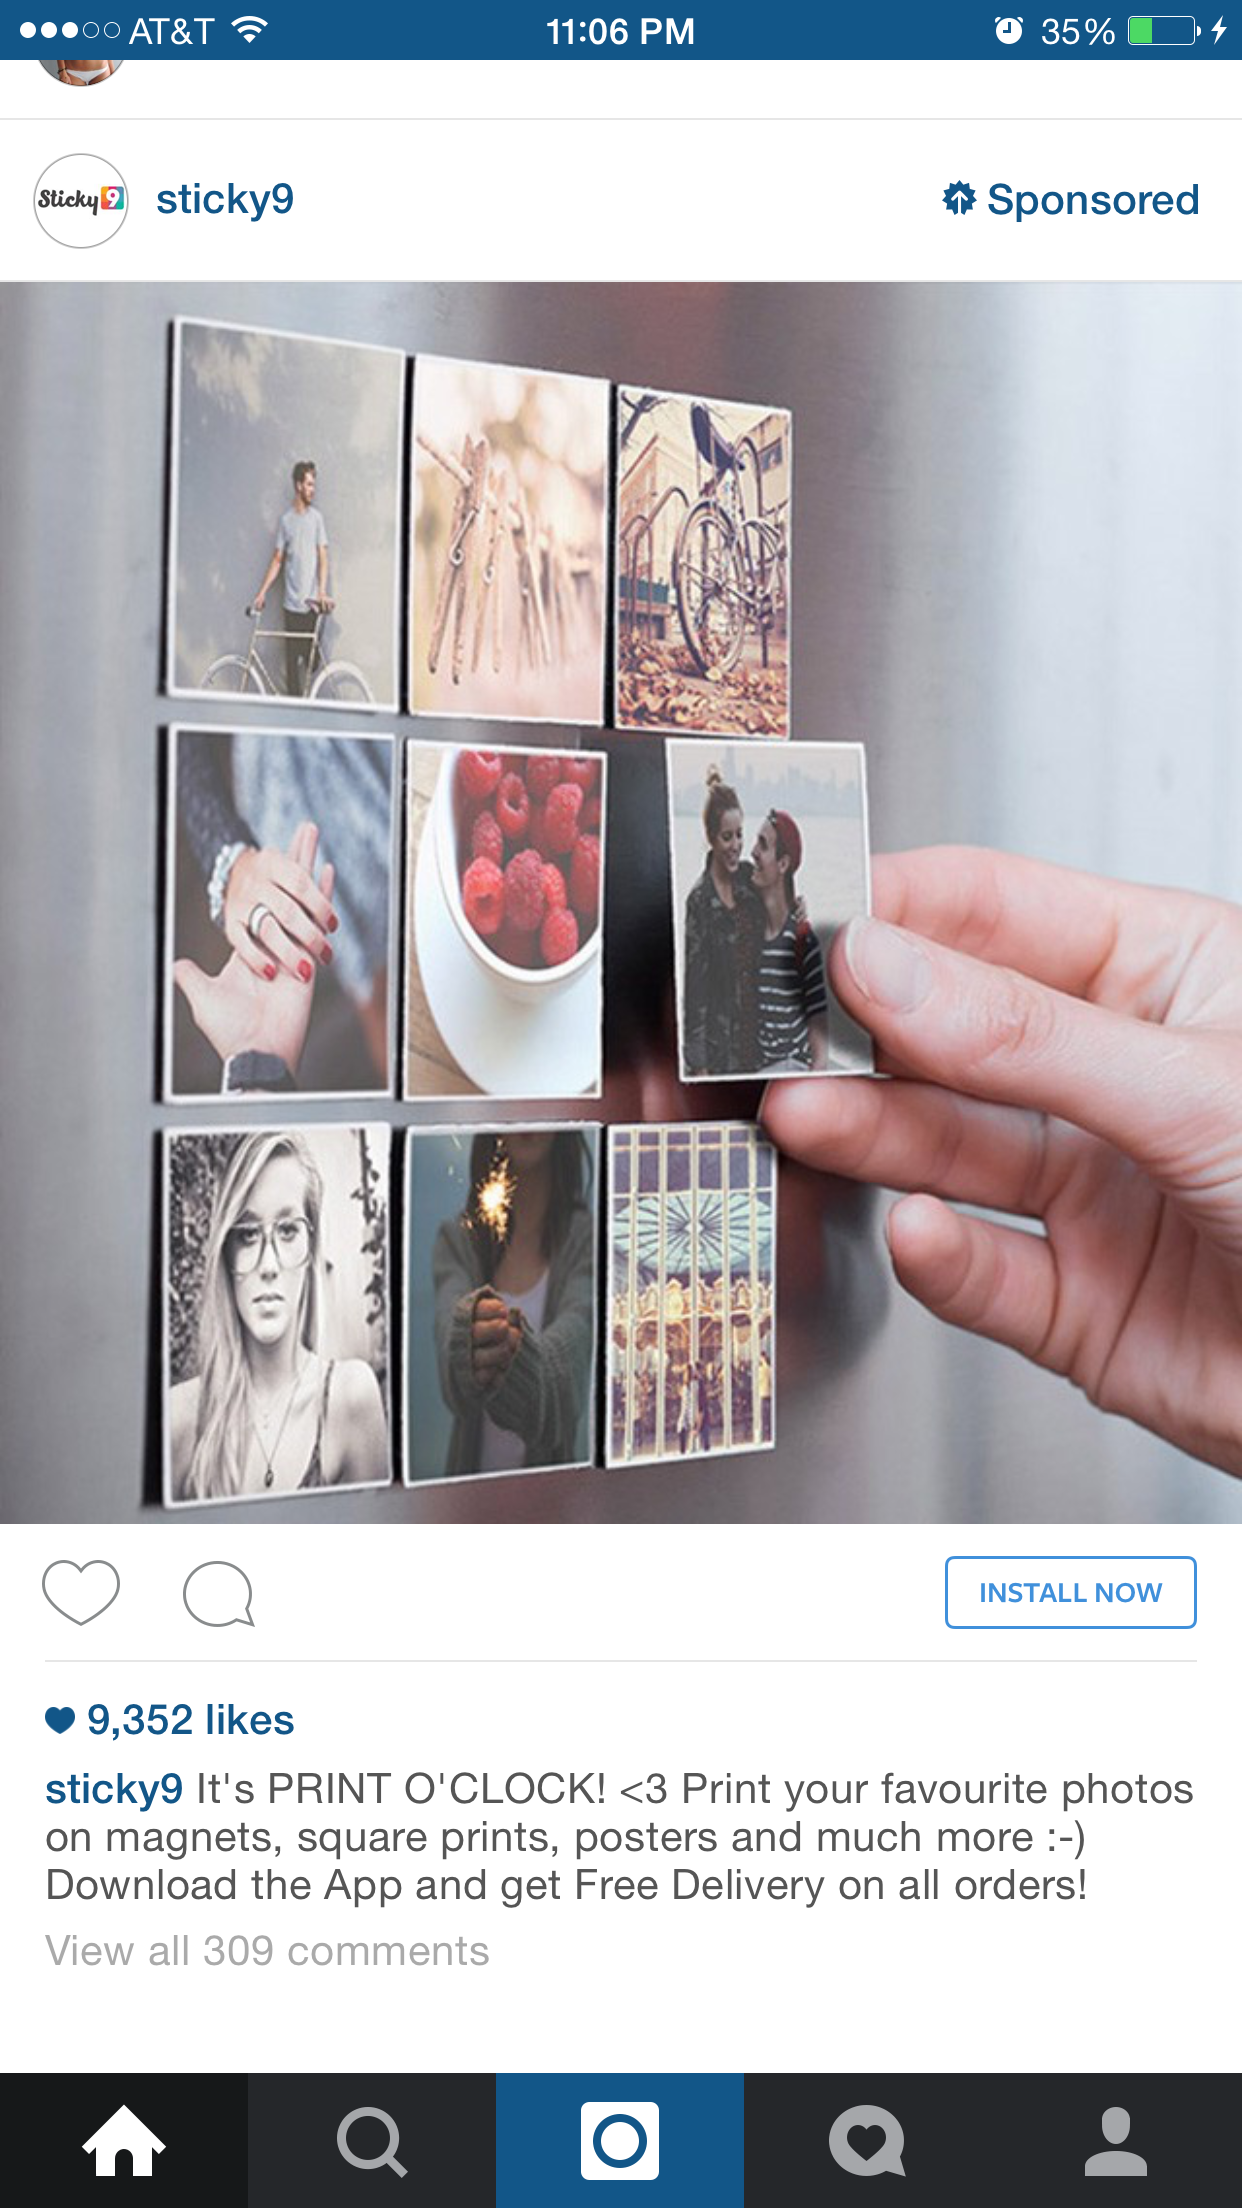 AT&T 11:06 PM 35%
Sticky9 sticky9 Sponsored
INSTALL NOW
9,352 likes
sticky9 It's PRINT O'CLOCK! <3 Print your favourite photos
on magnets, square prints, posters and much more :-)
Download the App and get Free Delivery on all orders!
View all 309 comments